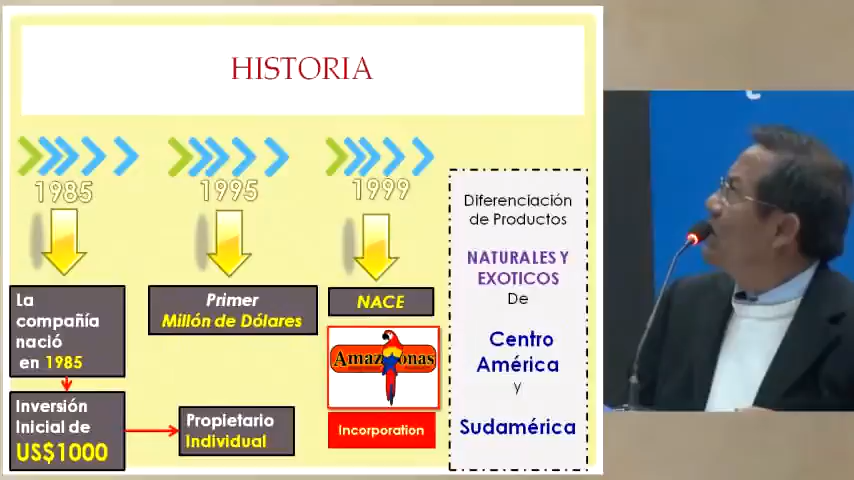 HISTORIA
1985
1995
1999
La
compañía
nació
en 1985
Inversión
Inicial de
US$1000
Primer
Millón de Dólares
Propietario
Individual
NACE
Amazonas
Incorporation
Diferenciación
de Productos
NATURALES Y
EXOTICOS
De
Centro
América
y
Sudamérica